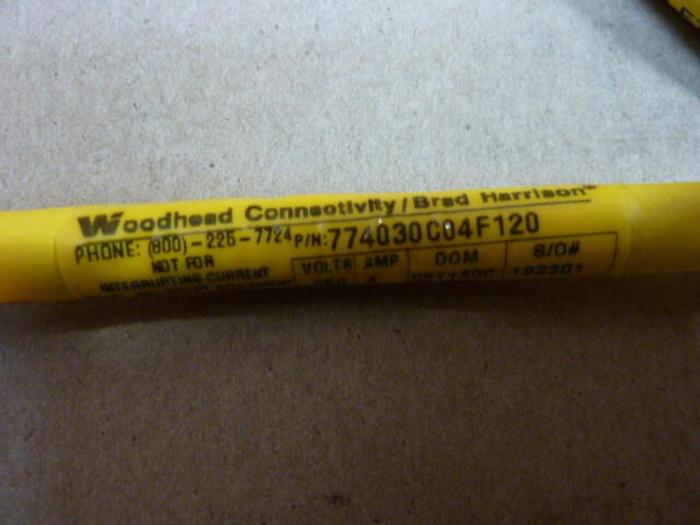 Woodhead Connectivity/Brad Harrison
PHONE: (800)-225-7724 P/N:774030C04F120
NOT FOR
INTERRUPTING CURRENT
VOLTS AMP DOM S/O#